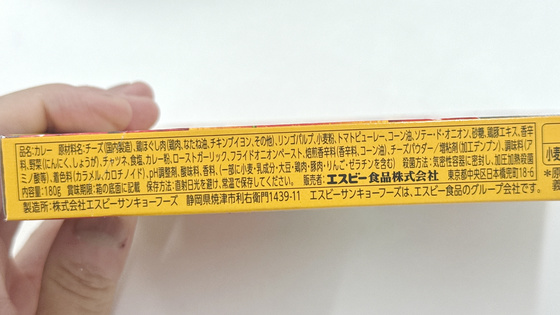 品名:カレー 原材料名:チーズ(国内製造)、鶏ほぐし肉(鶏肉、なたね油、チキンブイヨン、その他)、リンゴパルプ、小麦粉、トマトピューレー、コーン油、ソテード・オニオン、砂糖、鶏豚エキス、香辛
料、野菜(にんにく、しょうが)、チャツネ、食塩、カレー粉、ローストガーリック、フライドオニオンペースト、焙煎香辛料(香辛料、コーン油)、チーズパウダー/増粘剤(加工デンプン)、調味料(ア
ミノ酸等)、着色料(カラメル、カロチノイド)、pH調整剤、酸味料、香料、(一部に小麦・乳成分・大豆・鶏肉・豚肉・りんご・ゼラチンを含む) 殺菌方法:気密性容器に密封し、加圧加熱殺菌
内容量:180g 賞味期限:箱の底面に記載 保存方法:直射日光を避け、常温で保存してください。 販売者:エスビー食品株式会社 東京都中央区日本橋兜町18-6
製造所:株式会社エスビーサンキョーフーズ 静岡県焼津市利右衛門1439-11 エスビーサンキョーフーズは、エスビー食品のグループ会社です。
小麦